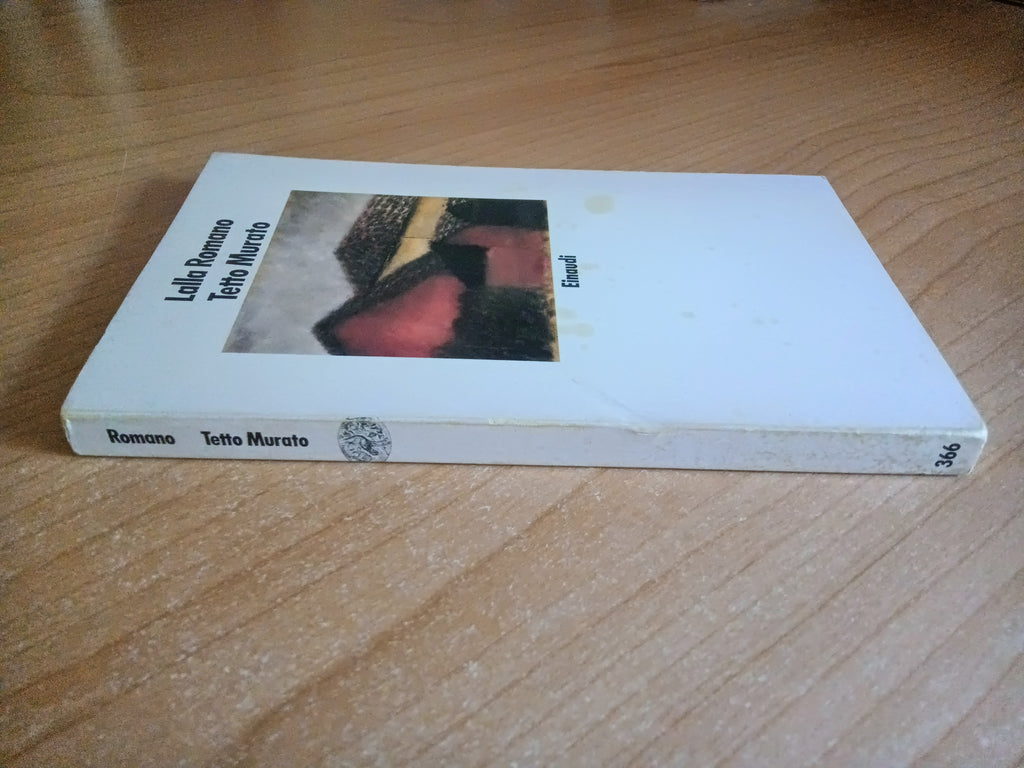 Lalla Romano
Tetto Murato
Einaudi
Romano Tetto Murato
366